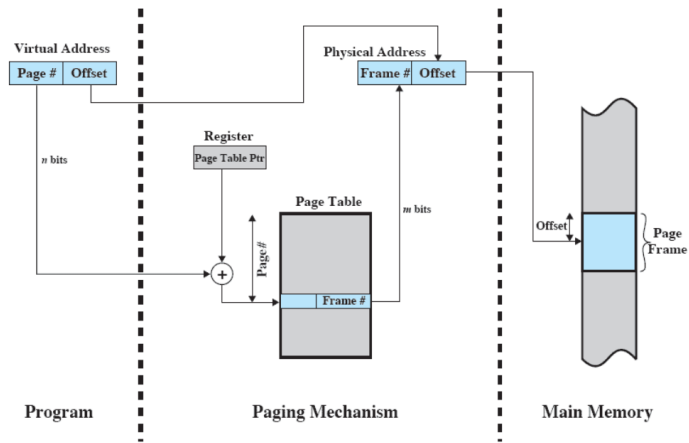 Virtual Address
Page #
Offset
Physical Address
Frame #
Offset
n bits
Register
Page Table Ptr
Page Table
m bits
Page#
+
Frame #
Offset
Page
Frame
Program
Paging Mechanism
Main Memory